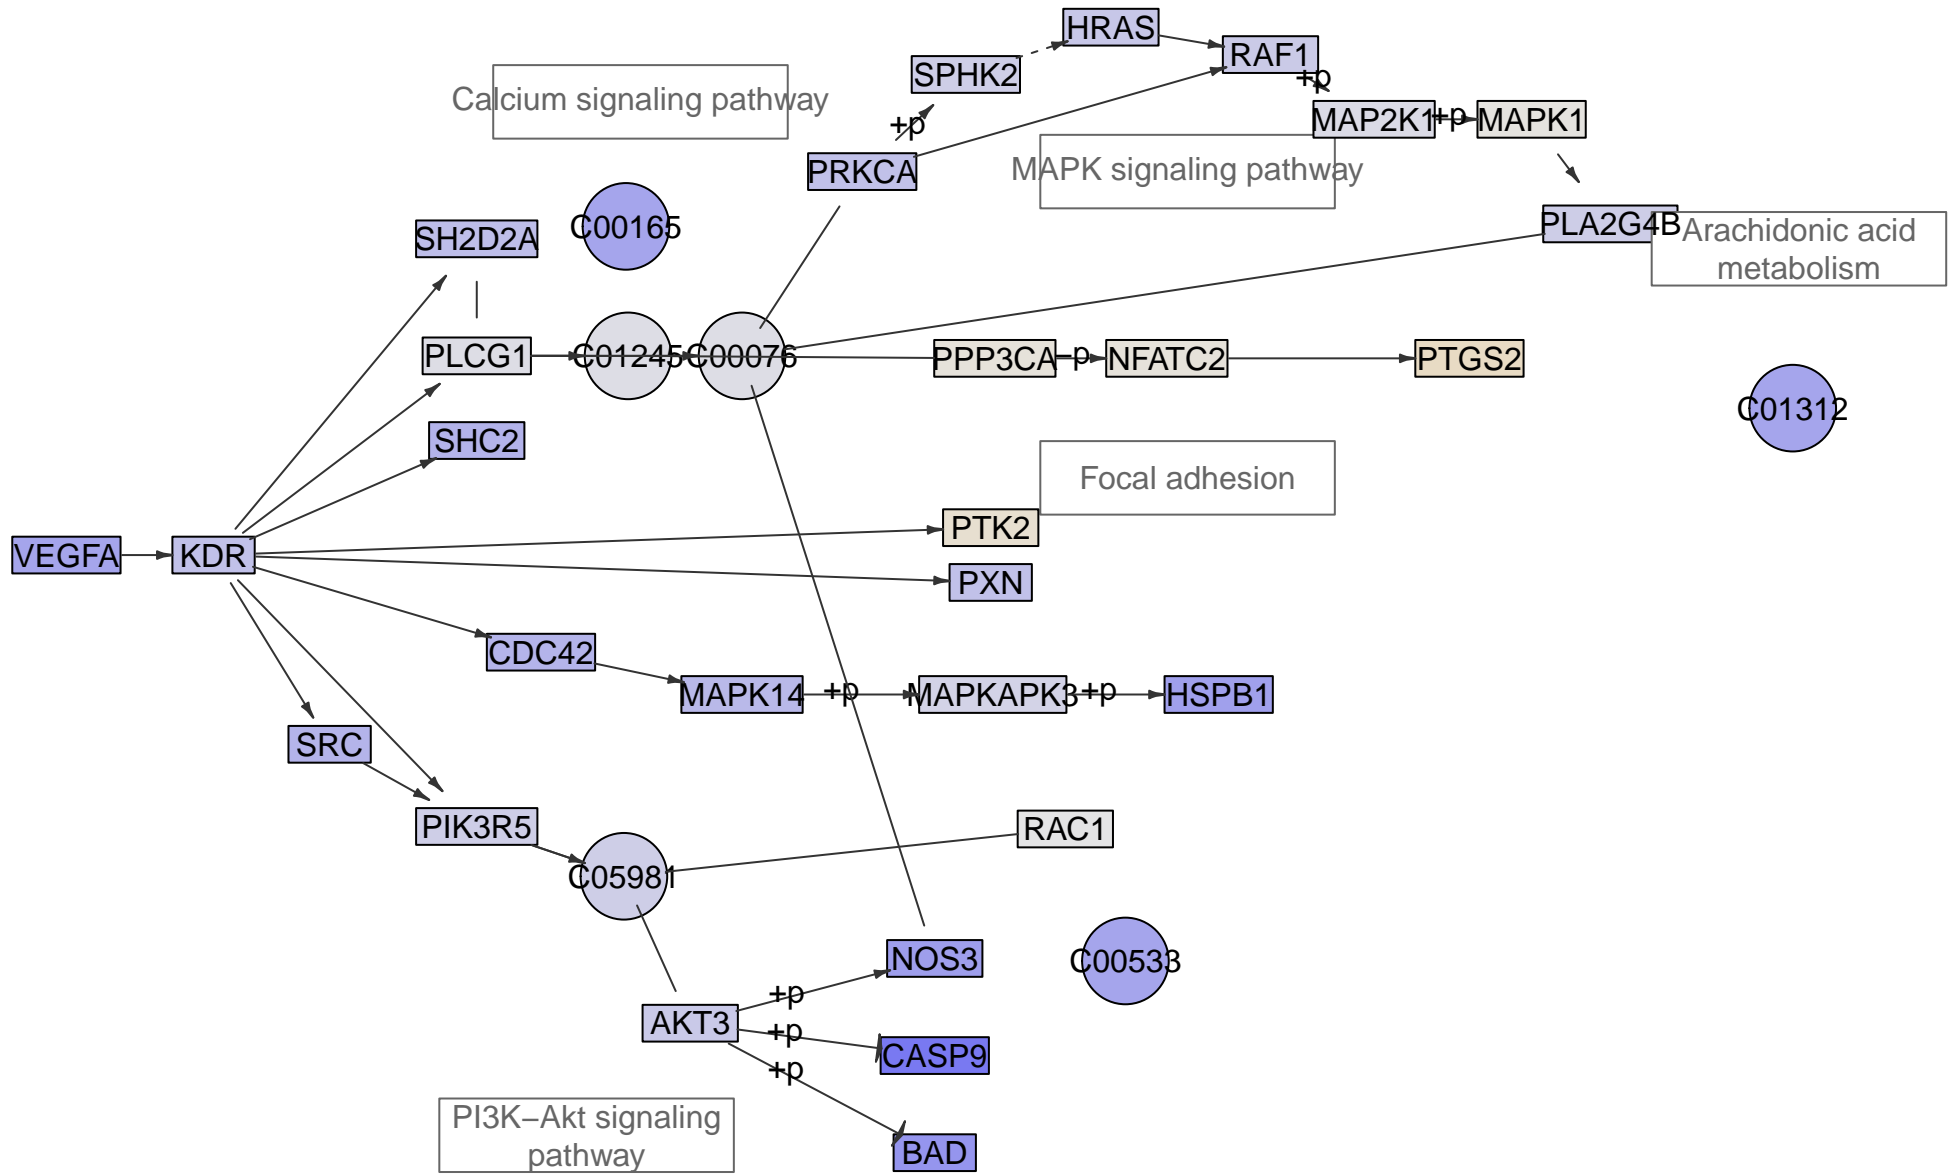 HRAS
RAF1
SPHK2
+p
Calcium signaling pathway
+p
MAP2K1
+p
MAPK1
PRKCA
MAPK signaling pathway
SH2D2A
C00165
PLA2G4B
Arachidonic acid
metabolism
PLCG1
C01245
C00076
PPP3CA
−p
NFATC2
PTGS2
C01312
SHC2
Focal adhesion
PTK2
VEGFA
KDR
PXN
CDC42
MAPK14
+p
MAPKAPK3
+p
HSPB1
SRC
PIK3R5
RAC1
C05981
NOS3
C00533
+p
AKT3
+p
CASP9
+p
PI3K−Akt signaling
pathway
BAD